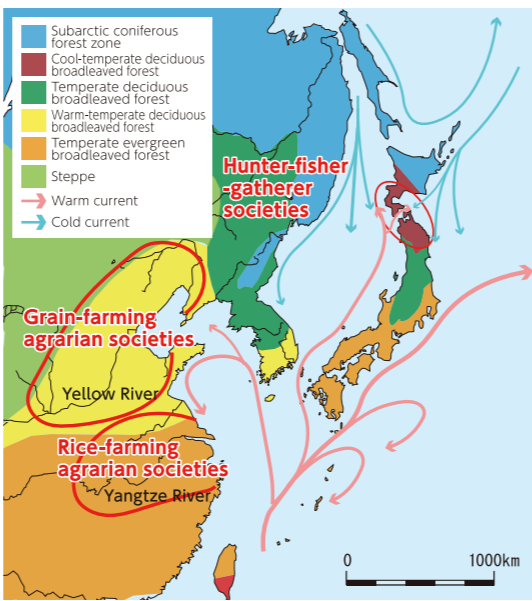 Subarctic coniferous
forest zone
Cool-temperate deciduous
broadleaved forest
Temperate deciduous
broadleaved forest
Warm-temperate deciduous
broadleaved forest
Temperate evergreen
broadleaved forest
Steppe
Warm current
Cold current
Hunter-fisher
-gatherer
societies
Grain-farming
agrarian societies
Yellow River
Rice-farming
agrarian societies
Yangtze River
0 1000km